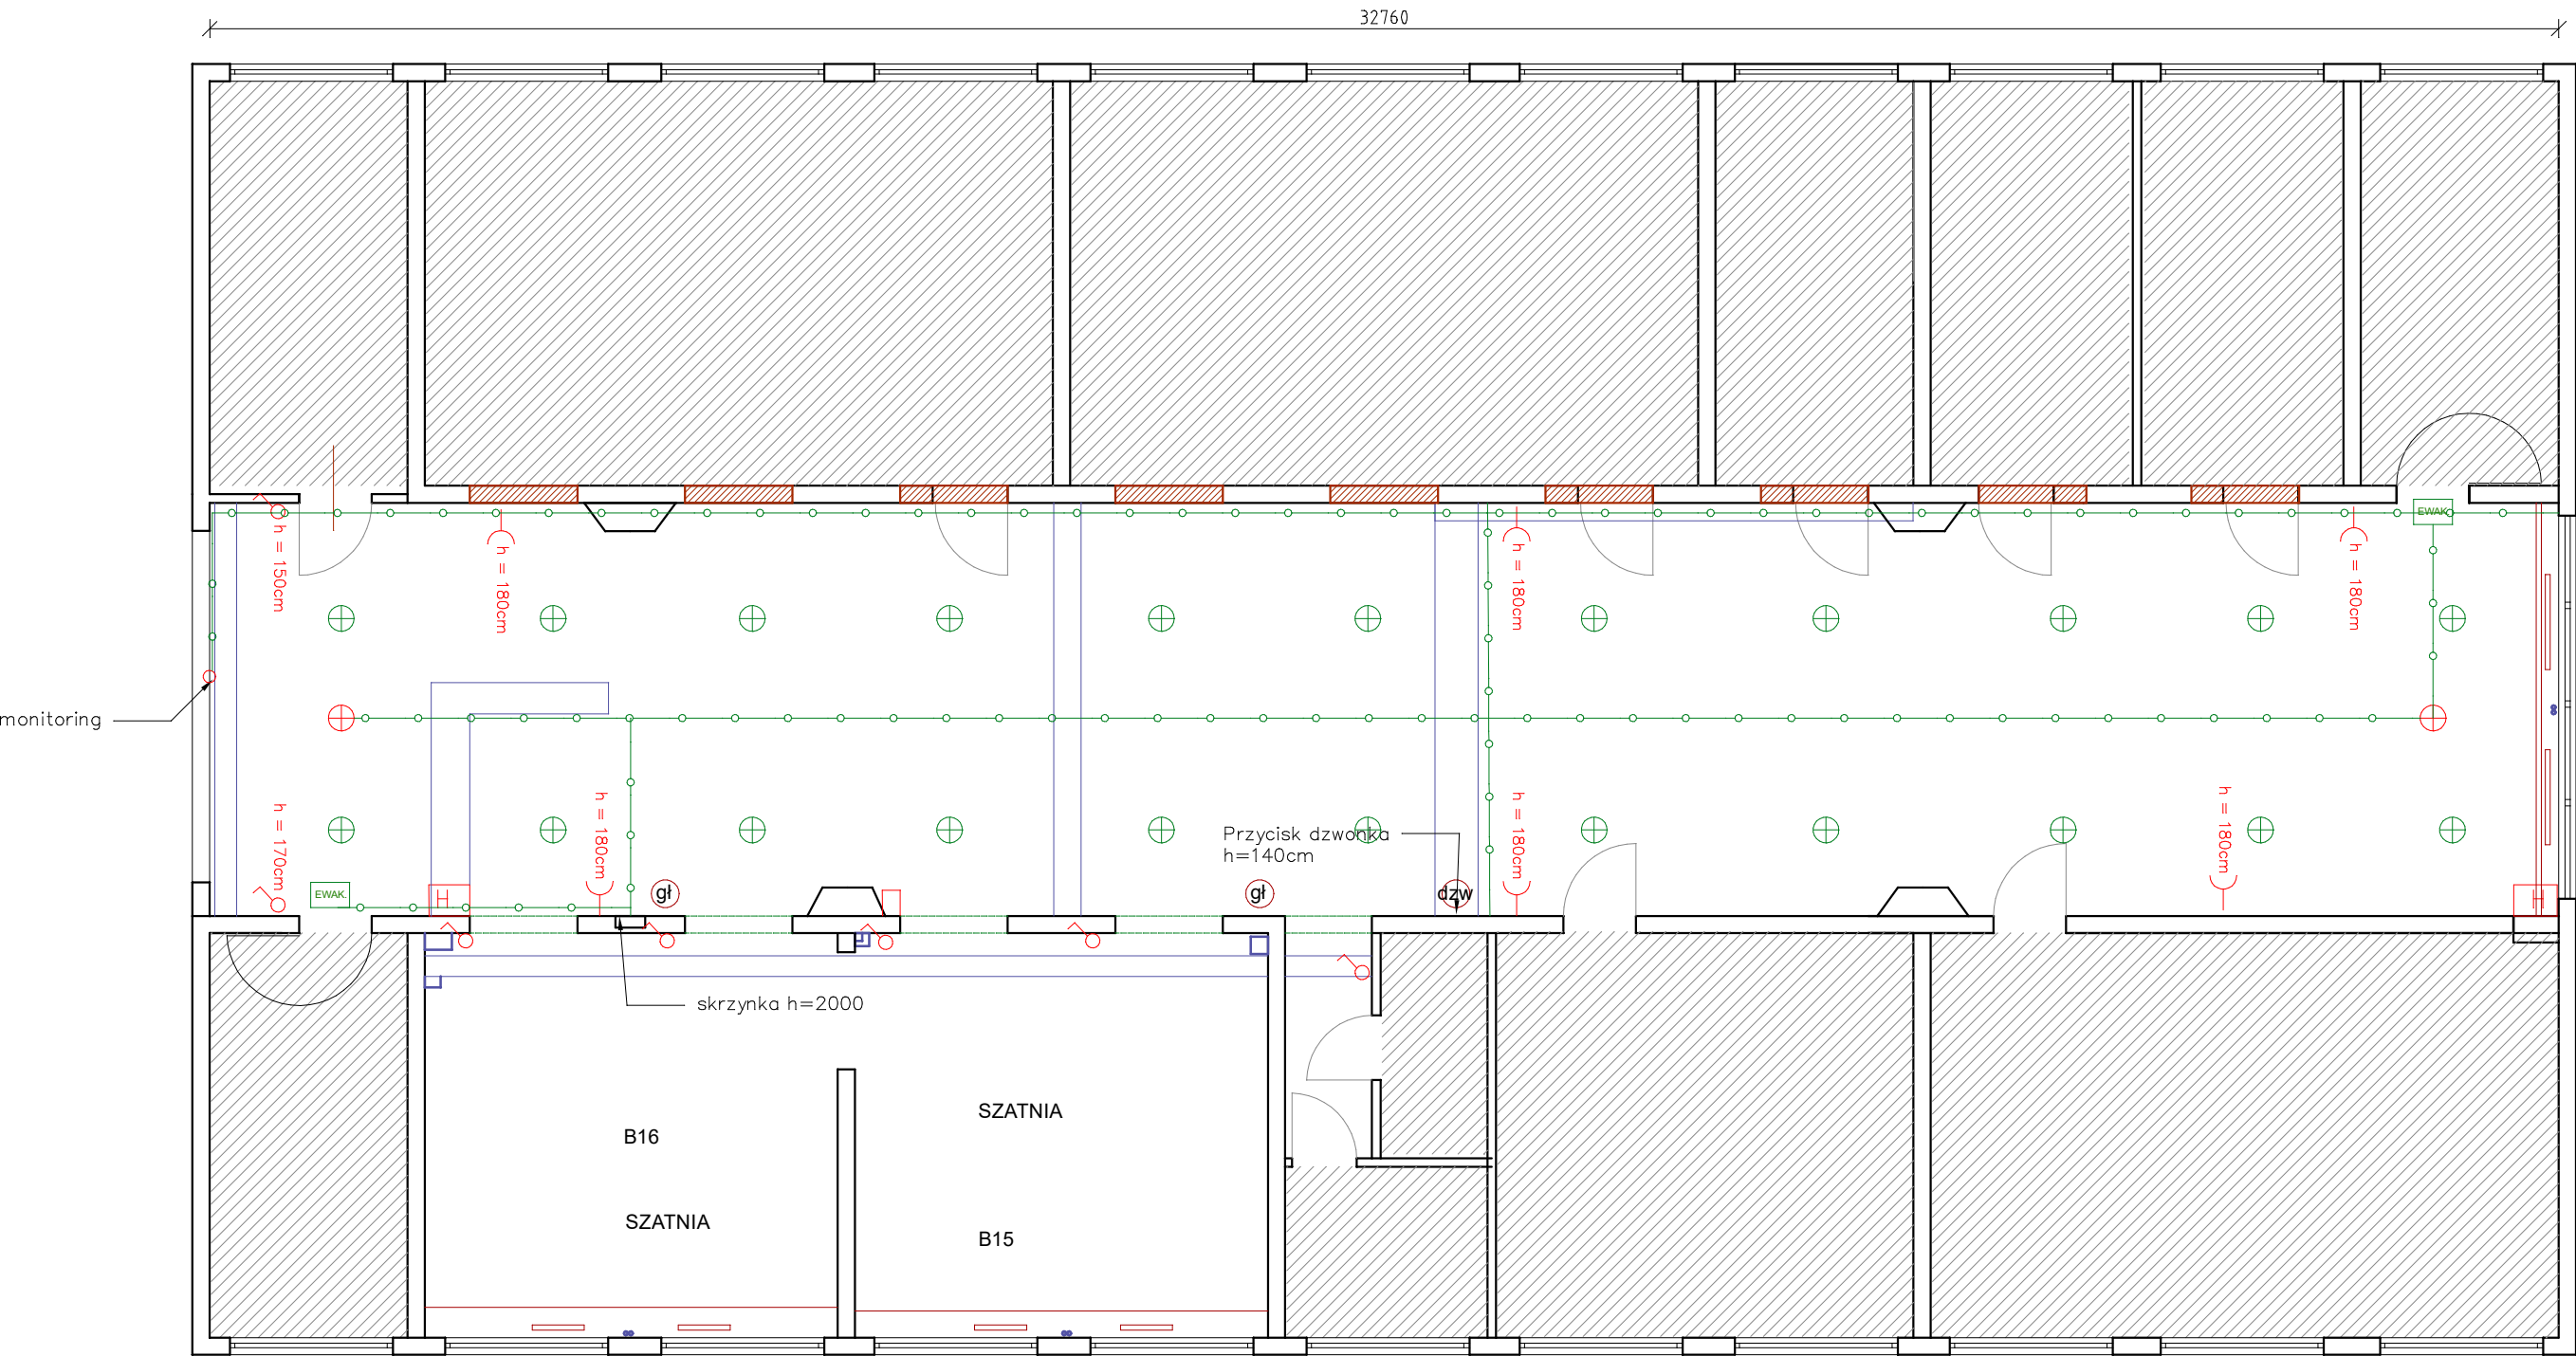 32760
h = 150cm
h = 180cm
h = 180cm
h = 180cm
EWAK.
monitoring
h = 170cm
h = 180cm
h = 180cm
h = 180cm
Przycisk dzwonka
h=140cm
EWAK.
H
gł
gł
dzw
H
skrzynka h=2000
SZATNIA
B16
SZATNIA
B15